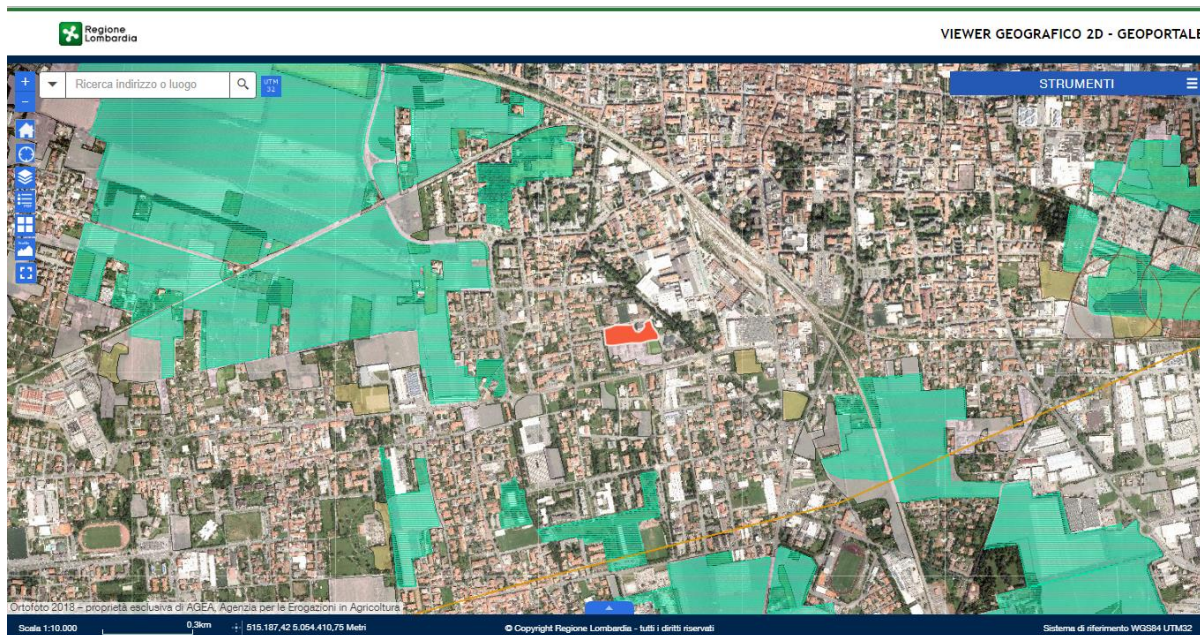 Regione
Lombardia
VIEWER GEOGRAFICO 2D - GEOPORTALE
+
Ricerca indirizzo o luogo
UTM
32
STRUMENTI
-
Ortofoto 2018 – proprietà esclusiva di AGEA, Agenzia per le Erogazioni in Agricoltura
Scala 1:10.000
0.3km
515.187,42 5.054.410,75 Metri
© Copyright Regione Lombardia - tutti i diritti riservati
Sistema di riferimento WGS84 UTM32